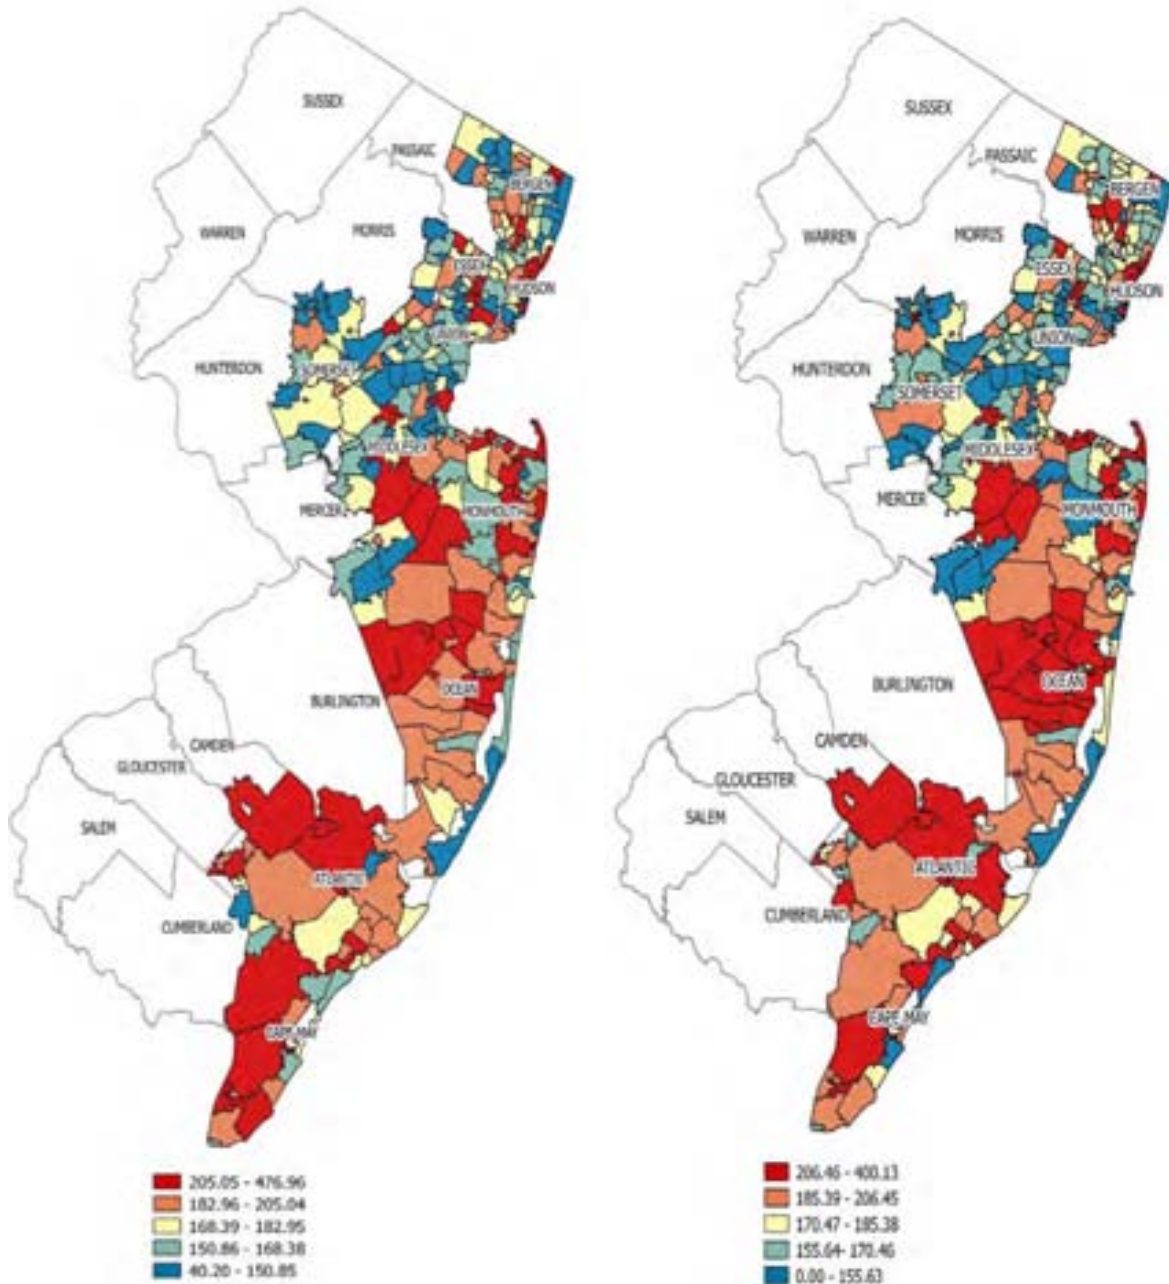 SUSSEX
PASSAIC
BERGEN
WARREN
MORRIS
ESSEX
HUDSON
UNION
HUNTERDON
SOMERSET
MIDDLESEX
MERCER
MONMOUTH
OCEAN
BURLINGTON
CAMDEN
GLOUCESTER
SALEM
ATLANTIC
CUMBERLAND
CAPE MAY
205.05 - 476.96
182.96 - 205.04
168.39 - 182.95
150.86 - 168.38
40.20 - 150.85
SUSSEX
PASSAIC
BERGEN
WARREN
MORRIS
ESSEX
HUDSON
UNION
HUNTERDON
SOMERSET
MIDDLESEX
MERCER
MONMOUTH
OCEAN
BURLINGTON
CAMDEN
GLOUCESTER
SALEM
ATLANTIC
CUMBERLAND
CAPE MAY
206.46 - 400.13
185.39 - 206.45
170.47 - 185.38
155.64- 170.46
0.00 - 155.63